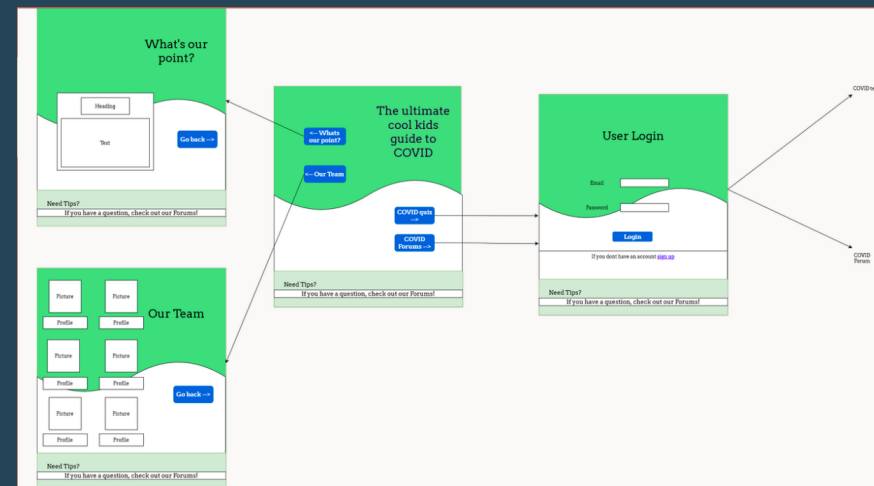 What's our
point?
Heading
Text
Go back -->
Need Tips?
If you have a question, check out our Forums!
Our Team
Picture
Picture
Profile
Profile
Picture
Picture
Profile
Profile
Go back -->
Picture
Picture
Profile
Profile
Need Tips?
If you have a question, check out our Forums!
The ultimate
cool kids
guide to
COVID
<-- Whats
our point?
<-- Our Team
COVID quiz
-->
COVID
Forums -->
Need Tips?
If you have a question, check out our Forums!
User Login
Email
Password
Login
If you dont have an account sign up
Need Tips?
If you have a question, check out our Forums!
COVID
COVID
Forum